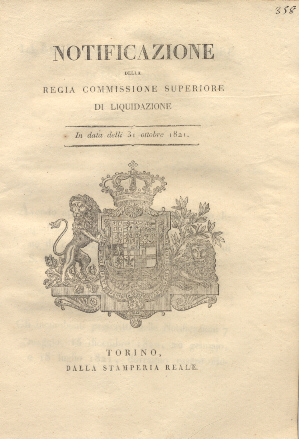 358
NOTIFICAZIONE
DELLA
REGIA COMMISSIONE SUPERIORE
DI LIQUIDAZIONE
In data delli 31 ottobre 1821.
TORINO,
DALLA STAMPERIA REALE.